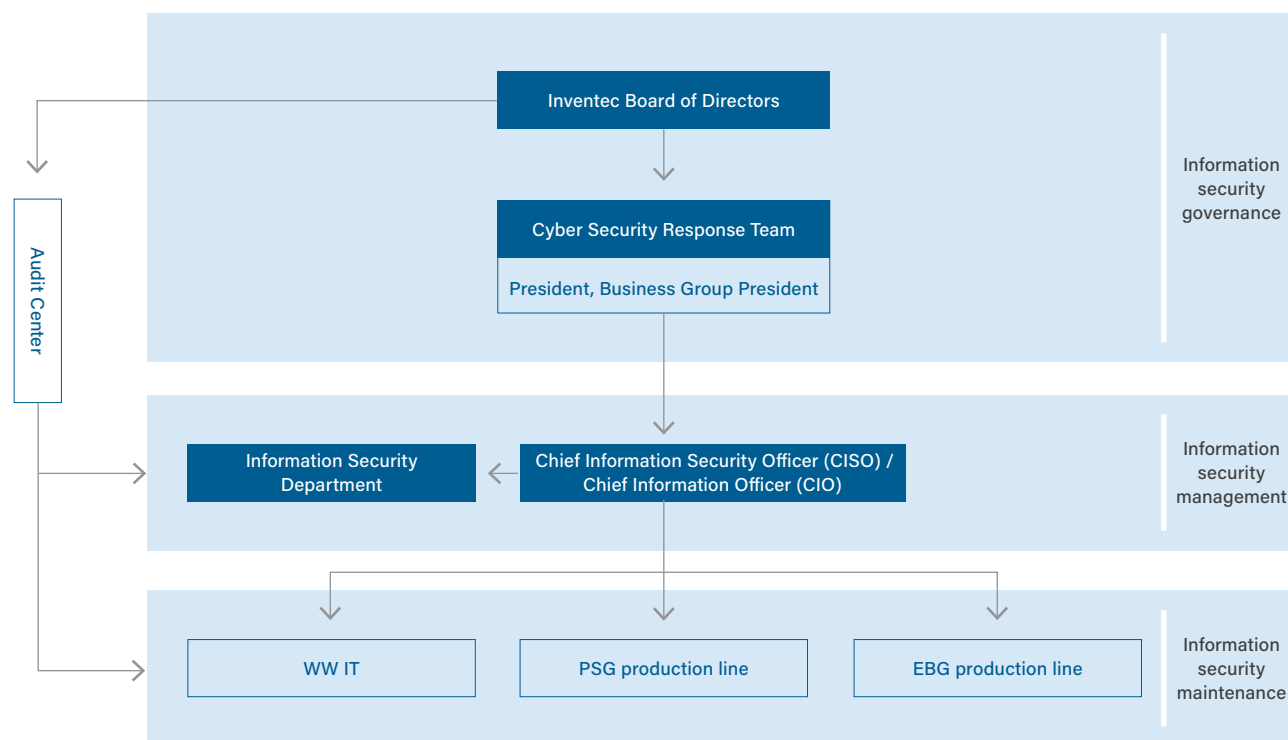 Inventec Board of Directors
Cyber Security Response Team
President, Business Group President
Information
security
governance
Audit Center
Information Security
Department
Chief Information Security Officer (CISO) /
Chief Information Officer (CIO)
Information
security
management
WW IT
PSG production line
EBG production line
Information
security
maintenance